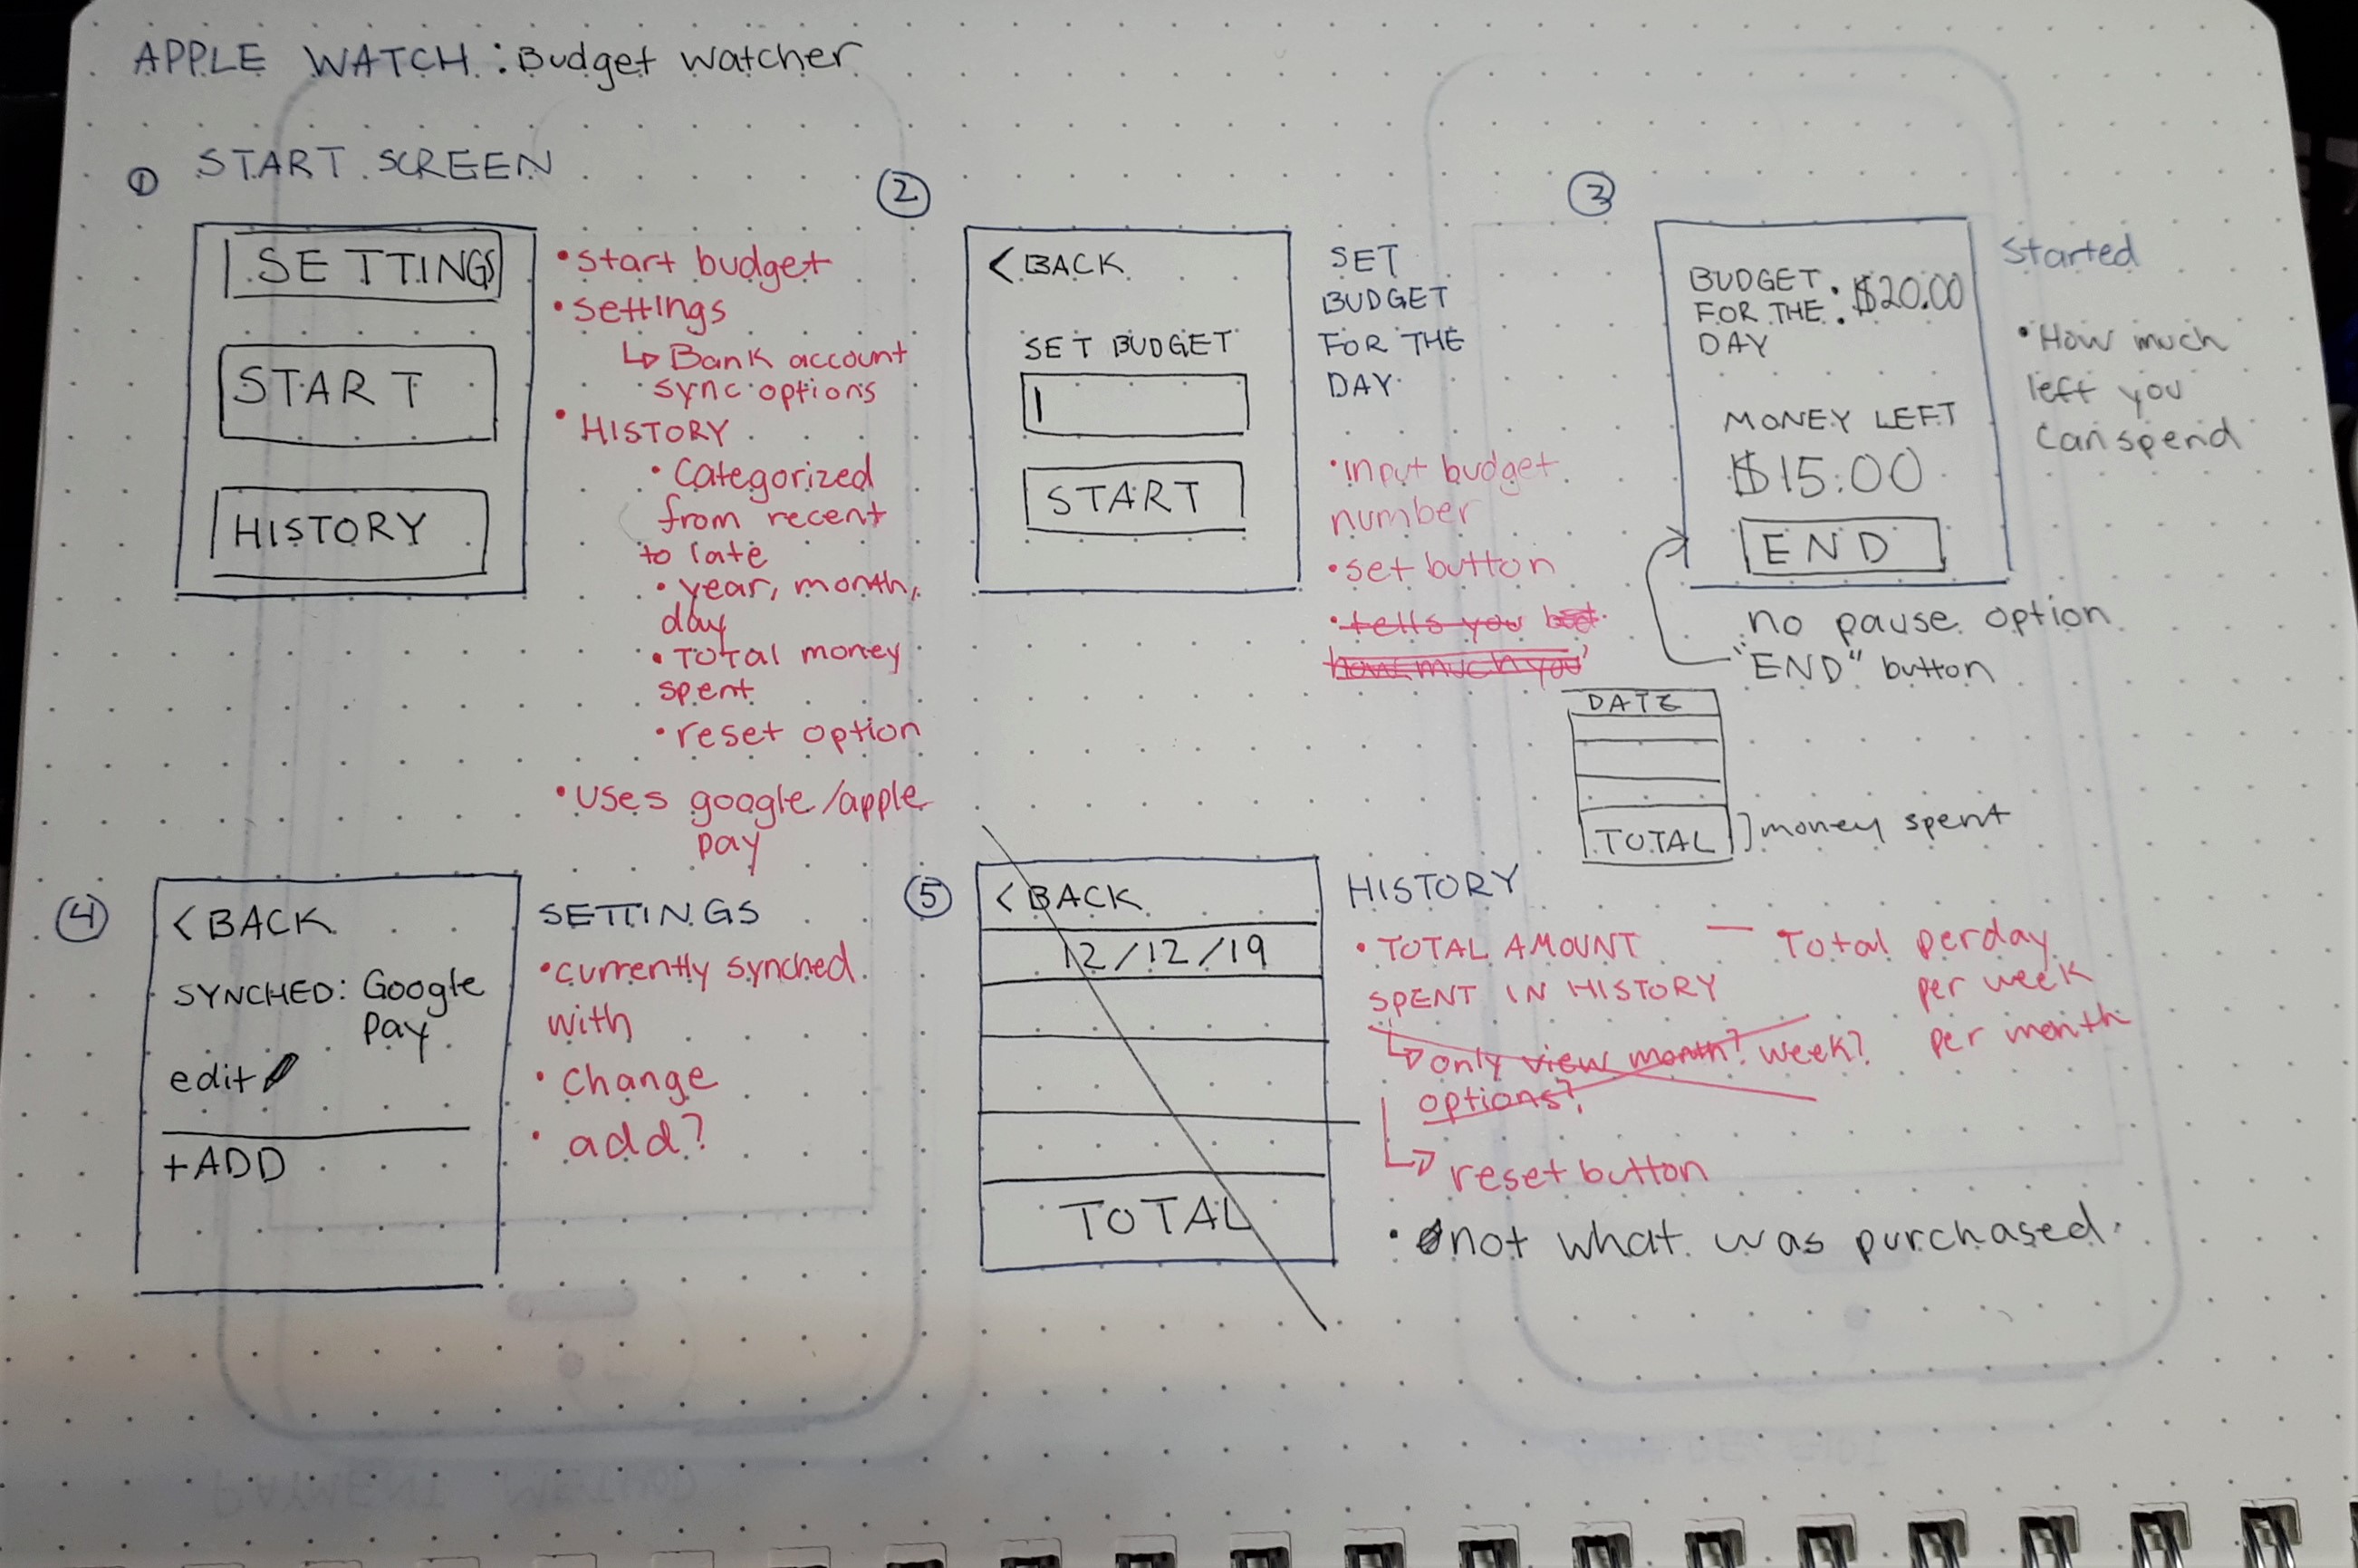 APPLE WATCH: Budget Watcher
① START SCREEN
SETTINGS
START
HISTORY
• start budget
• settings
↳ Bank account
sync options
• HISTORY
• Categorized
from recent
to late
• year, month,
day
• TOTAL money
spent
• reset option
• uses google/apple
pay
②
< BACK
SET BUDGET
START
SET
BUDGET
FOR THE
DAY
• input budget
number
• set button
• tells you
how much you
③
BUDGET
FOR THE : $20.00
DAY
MONEY LEFT
$15.00
END
Started
• How much
left you
can spend
no pause option
"END" button
DATE
TOTAL ] money spent
④
< BACK
SYNCHED: Google
Pay
edit
+ADD
SETTINGS
• currently synched
with
• change
• add?
⑤
< BACK
12/12/19
TOTAL
HISTORY
• TOTAL AMOUNT — Total per day
SPENT IN HISTORY per week
↳ only view month? week? per month
options?
↳ reset button
• not what was purchased.